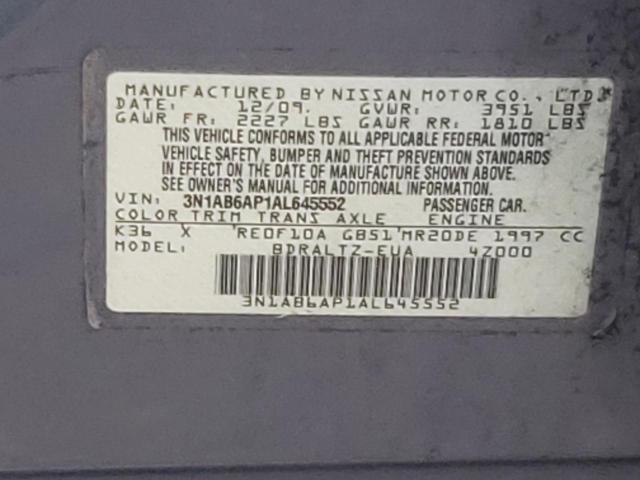 MANUFACTURED BY NISSAN MOTOR CO., LTD.
DATE: 12/09. GVWR: 3951 LBS
GAWR FR: 2227 LBS GAWR RR: 1810 LBS
THIS VEHICLE CONFORMS TO ALL APPLICABLE FEDERAL MOTOR
VEHICLE SAFETY, BUMPER AND THEFT PREVENTION STANDARDS
IN EFFECT ON THE DATE OF MANUFACTURE SHOWN ABOVE.
SEE OWNER'S MANUAL FOR ADDITIONAL INFORMATION.
VIN: 3N1AB6AP1AL645552 PASSENGER CAR.
COLOR TRIM TRANS AXLE ENGINE
K36 X RE0F10A GB51 MR20DE 1997 CC
MODEL: BDRALTZ-EUA 4Z000
3N1AB6AP1AL645552